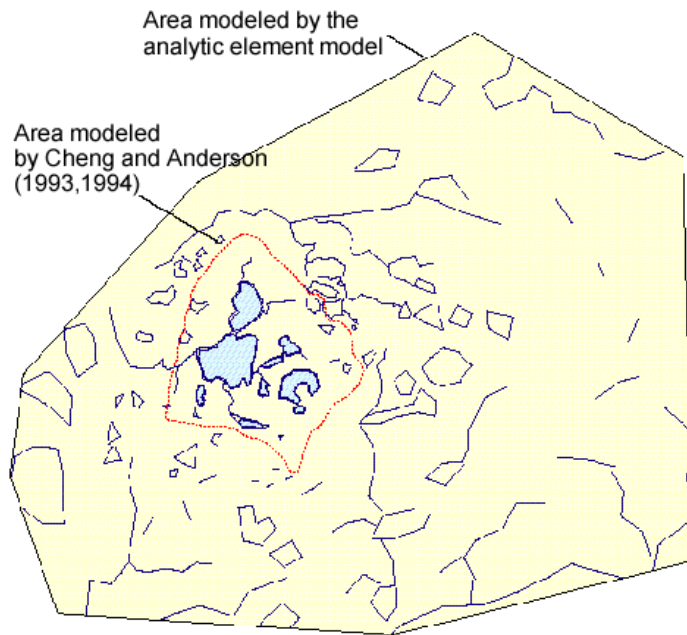 Area modeled by the
analytic element model
Area modeled
by Cheng and Anderson
(1993,1994)